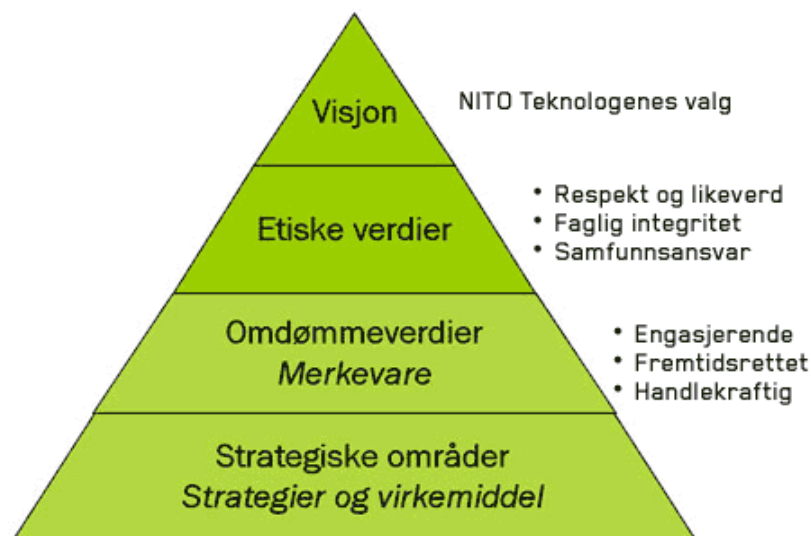 Visjon
NITO Teknologenes valg
Etiske verdier
• Respekt og likeverd
• Faglig integritet
• Samfunnsansvar
Omdømmeverdier
Merkevare
• Engasjerende
• Fremtidsrettet
• Handlekraftig
Strategiske områder
Strategier og virkemiddel